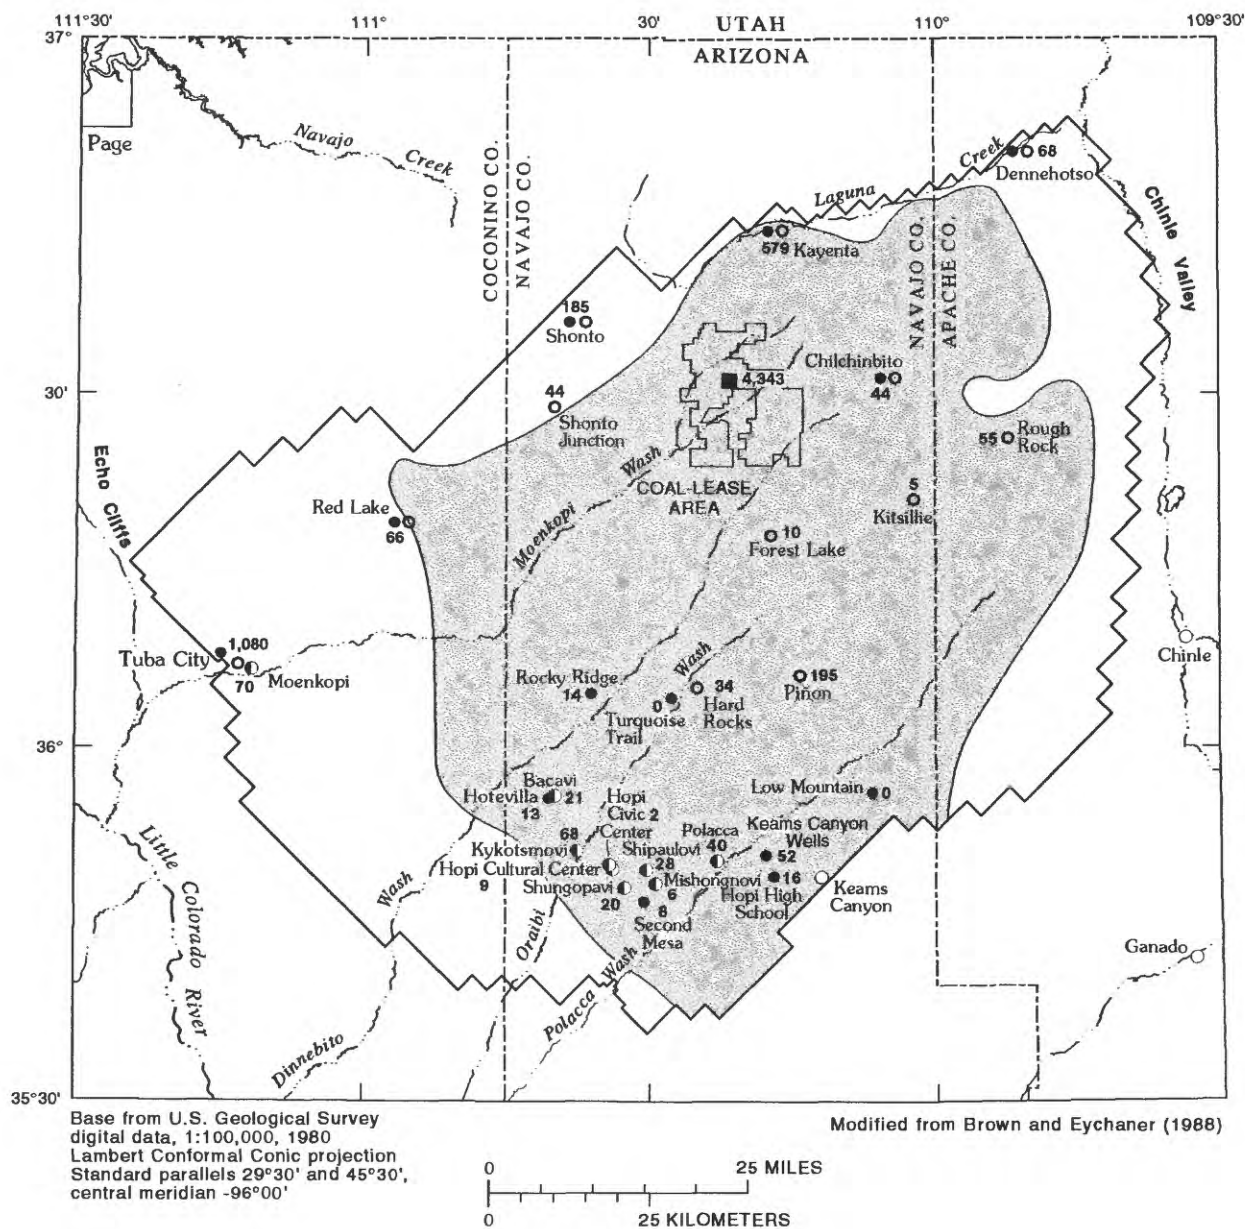 111°30'
111°
30'
110°
109°30'
37°
UTAH
ARIZONA
Page
Navajo
Creek
COCONINO CO.
NAVAJO CO.
Laguna
Creek
68
Dennehotso
Chinle Valley
579
Kayenta
NAVAJO CO.
APACHE CO.
185
Shonto
4,343
Chilchinbito
44
30'
44
Shonto
Junction
Wash
COAL-LEASE
AREA
55
Rough
Rock
Echo Cliffs
Red Lake
66
Moenkopi
5
Kitsillie
10
Forest Lake
1,080
Tuba City
70
Moenkopi
Rocky Ridge
14
Wash
0
Turquoise
Trail
34
Hard
Rocks
195
Piñon
Chinle
36°
Bacavi
Hotevilla
21
13
Hopi
Civic 2
Center
Low Mountain
0
68
Kykotsmovi
Polacca
40
Keams Canyon
Wells
52
Shipaulovi
28
Hopi Cultural Center
9
Mishongnovi
6
Shungopavi
20
16
Hopi High
School
Keams
Canyon
8
Second
Mesa
Little Colorado River
Wash
Oraibi
Wash
Polacca
Dinnebito
Ganado
35°30'
Base from U.S. Geological Survey
digital data, 1:100,000, 1980
Lambert Conformal Conic projection
Standard parallels 29°30' and 45°30',
central meridian -96°00'
Modified from Brown and Eychaner (1988)
0
25 MILES
0
25 KILOMETERS